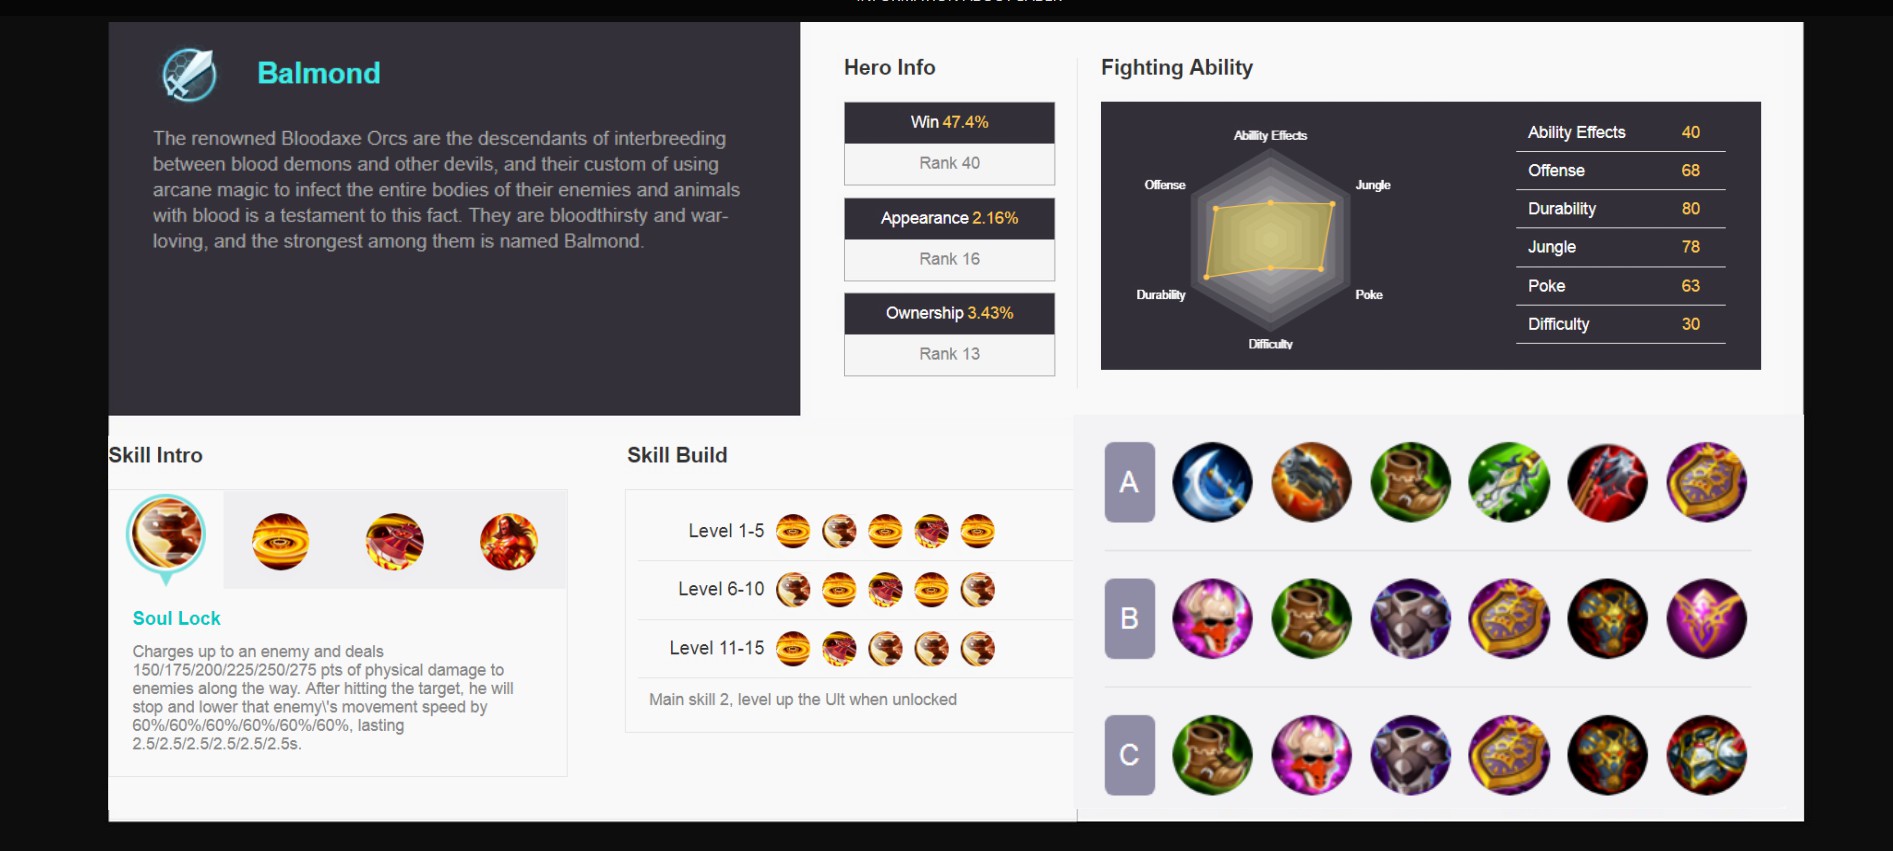 Balmond
The renowned Bloodaxe Orcs are the descendants of interbreeding
between blood demons and other devils, and their custom of using
arcane magic to infect the entire bodies of their enemies and animals
with blood is a testament to this fact. They are bloodthirsty and war-
loving, and the strongest among them is named Balmond.
Hero Info
Win 47.4%
Rank 40
Appearance 2.16%
Rank 16
Ownership 3.43%
Rank 13
Fighting Ability
Abillity Effects
Offense
Jungle
Durability
Poke
Difficulty
Ability Effects 40
Offense 68
Durability 80
Jungle 78
Poke 63
Difficulty 30
Skill Intro
Soul Lock
Charges up to an enemy and deals
150/175/200/225/250/275 pts of physical damage to
enemies along the way. After hitting the target, he will
stop and lower that enemy\'s movement speed by
60%/60%/60%/60%/60%/60%, lasting
2.5/2.5/2.5/2.5/2.5/2.5s.
Skill Build
Level 1-5
Level 6-10
Level 11-15
Main skill 2, level up the Ult when unlocked
A
B
C